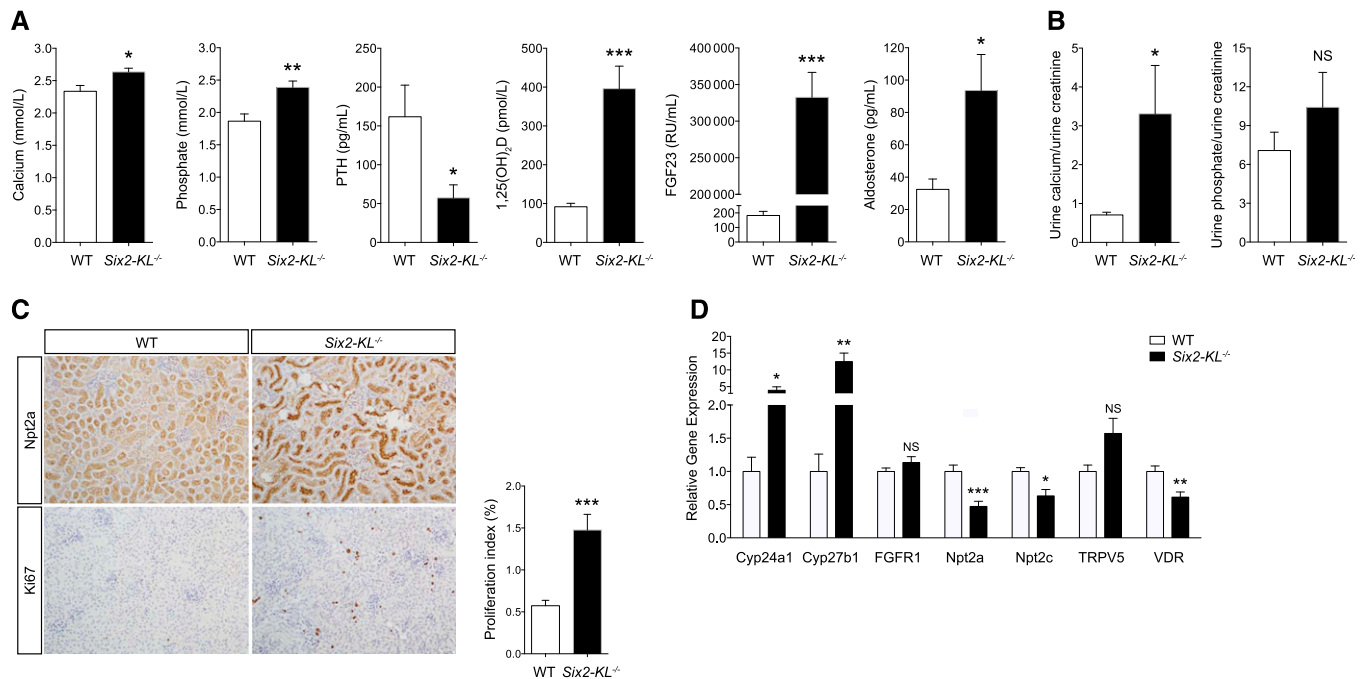 A
Calcium (mmol/L)
3.0
2.5
2.0
1.5
1.0
0.5
0.0
*
WT Six2-KL-/-
Phosphate (mmol/L)
3.0
2.5
2.0
1.5
1.0
0.5
0.0
**
WT Six2-KL-/-
PTH (pg/mL)
250
200
150
100
50
0
*
WT Six2-KL-/-
1,25(OH)2D (pmol/L)
500
400
300
200
100
0
***
WT Six2-KL-/-
FGF23 (RU/mL)
400 000
350 000
300 000
250 000
200 000
200
100
0
***
WT Six2-KL-/-
Aldosterone (pg/mL)
120
100
80
60
40
20
0
*
WT Six2-KL-/-
B
Urine calcium/urine creatinine
5
4
3
2
1
0
*
WT Six2-KL-/-
Urine phosphate/urine creatinine
15
12
9
6
3
0
NS
WT Six2-KL-/-
C
WT Six2-KL-/-
Npt2a
Ki67
Proliferation index (%)
2.0
1.5
1.0
0.5
0.0
***
WT Six2-KL-/-
D
WT
Six2-KL-/-
Relative Gene Expression
20
15
10
5
2.0
1.5
1.0
0.5
0.0
* ** NS *** * NS **
Cyp24a1 Cyp27b1 FGFR1 Npt2a Npt2c TRPV5 VDR